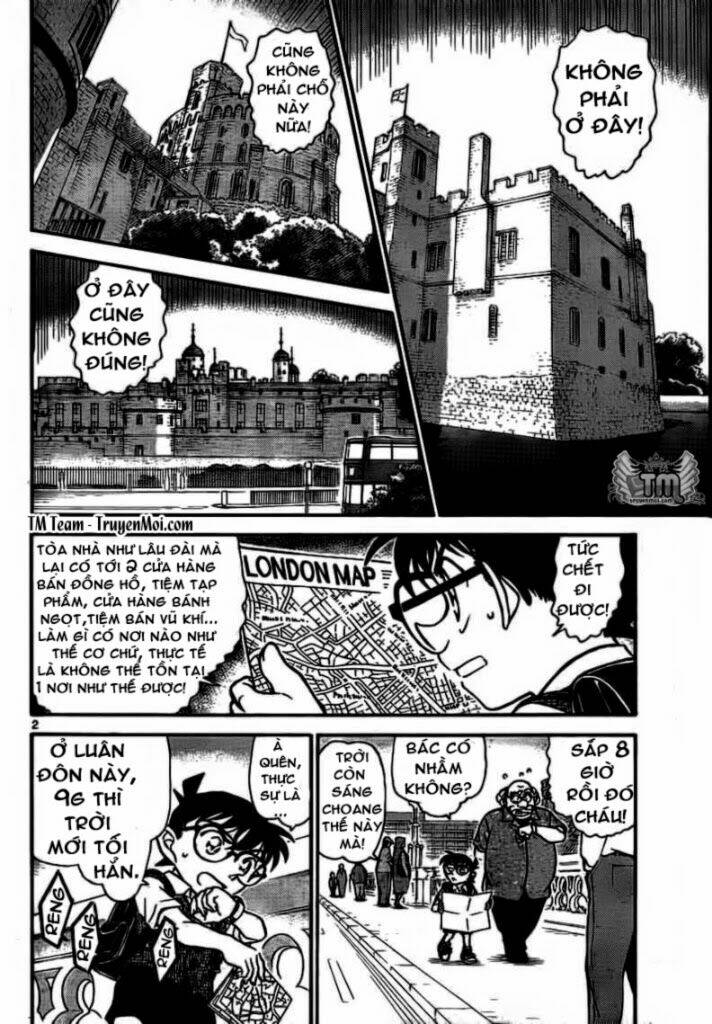 KHÔNG
PHẢI
Ở ĐÂY!
CŨNG
KHÔNG
PHẢI CHỖ
NÀY
NỮA!
Ở ĐÂY
CŨNG
KHÔNG
ĐÚNG!
TM
truyenmoi.com
TM Team - TruyenMoi.com
TỨC
CHẾT
ĐI
ĐƯỢC!
LONDON MAP
TÒA NHÀ NHƯ LÂU ĐÀI MÀ
LẠI CÓ TỚI 2 CỬA HÀNG
BÁN ĐỒNG HỒ, TIỆM TẠP
PHẨM, CỬA HÀNG BÁNH
NGỌT,TIỆM BÁN VŨ KHÍ...
LÀM GÌ CÓ NƠI NÀO NHƯ
THẾ CƠ CHỨ, THỰC TẾ
LÀ KHÔNG THỂ TỒN TẠI
1 NƠI NHƯ THẾ ĐƯỢC!
2
SẮP 8
GIỜ
RỒI ĐÓ
CHÁU!
BÁC CÓ
NHẦM
KHÔNG?
TRỜI
CÒN
SÁNG
CHOANG
THẾ NÀY
MÀ!
À
QUÊN,
THỰC
SỰ LÀ
...
Ở LUÂN
ĐÔN NÀY,
9G THÌ
TRỜI
MỚI TỐI
HẲN.
RENG
RENG
RENG